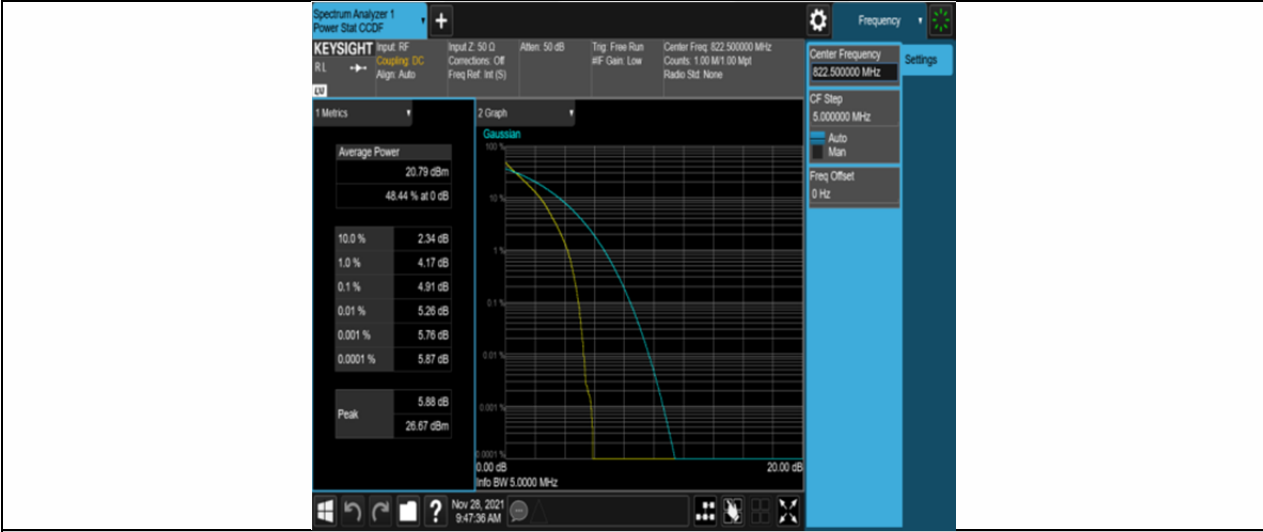 Spectrum Analyzer 1
Power Stat CCDF
+
Frequency
KEYSIGHT
R L
LV
Input: RF
Coupling: DC
Align: Auto
Input Z: 50 Ω
Corrections: Off
Freq Ref: Int (S)
Atten: 50 dB
Trig: Free Run
#IF Gain: Low
Center Freq: 822.500000 MHz
Counts: 1.00 M/1.00 Mpt
Radio Std: None
Center Frequency
822.500000 MHz
Settings
CF Step
5.000000 MHz
Auto
Man
Freq Offset
0 Hz
1 Metrics
Average Power
20.79 dBm
48.44 % at 0 dB
10.0 % 2.34 dB
1.0 % 4.17 dB
0.1 % 4.91 dB
0.01 % 5.26 dB
0.001 % 5.76 dB
0.0001 % 5.87 dB
Peak
5.88 dB
26.67 dBm
2 Graph
Gaussian
100 %
10 %
1 %
0.1 %
0.01 %
0.001 %
0.0001 %
0.00 dB 20.00 dB
Info BW 5.0000 MHz
?
Nov 28, 2021
9:47:36 AM